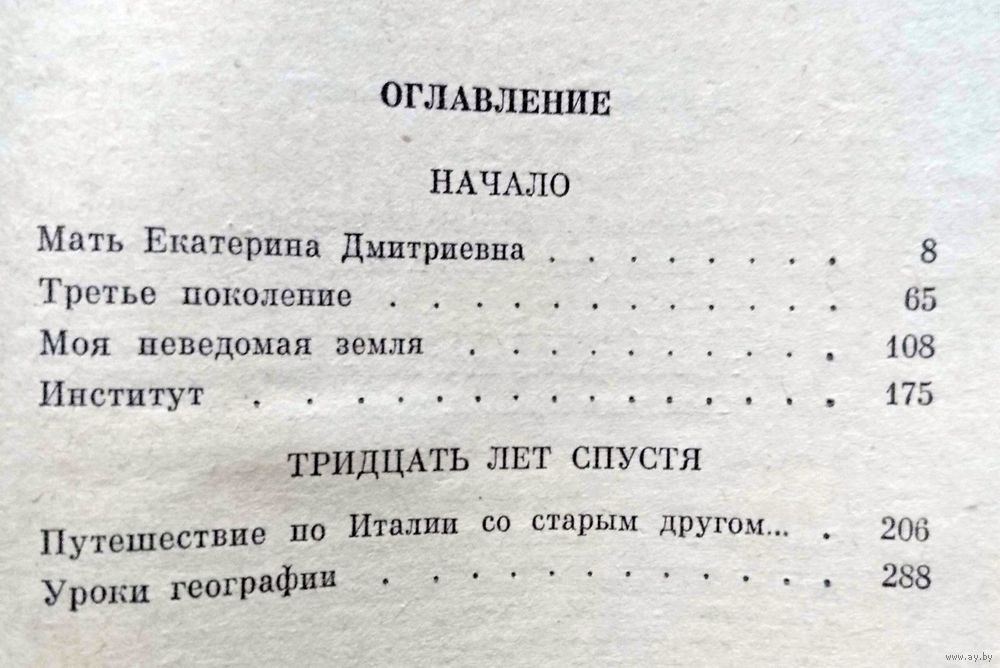 ОГЛАВЛЕНИЕ
НАЧАЛО
Мать Екатерина Дмитриевна . . . . . . . . 8
Третье поколение . . . . . . . . . . . . 65
Моя неведомая земля . . . . . . . . . . 108
Институт . . . . . . . . . . . . . . . 175
ТРИДЦАТЬ ЛЕТ СПУСТЯ
Путешествие по Италии со старым другом... . 206
Уроки географии . . . . . . . . . . . . 288
www.ay.by